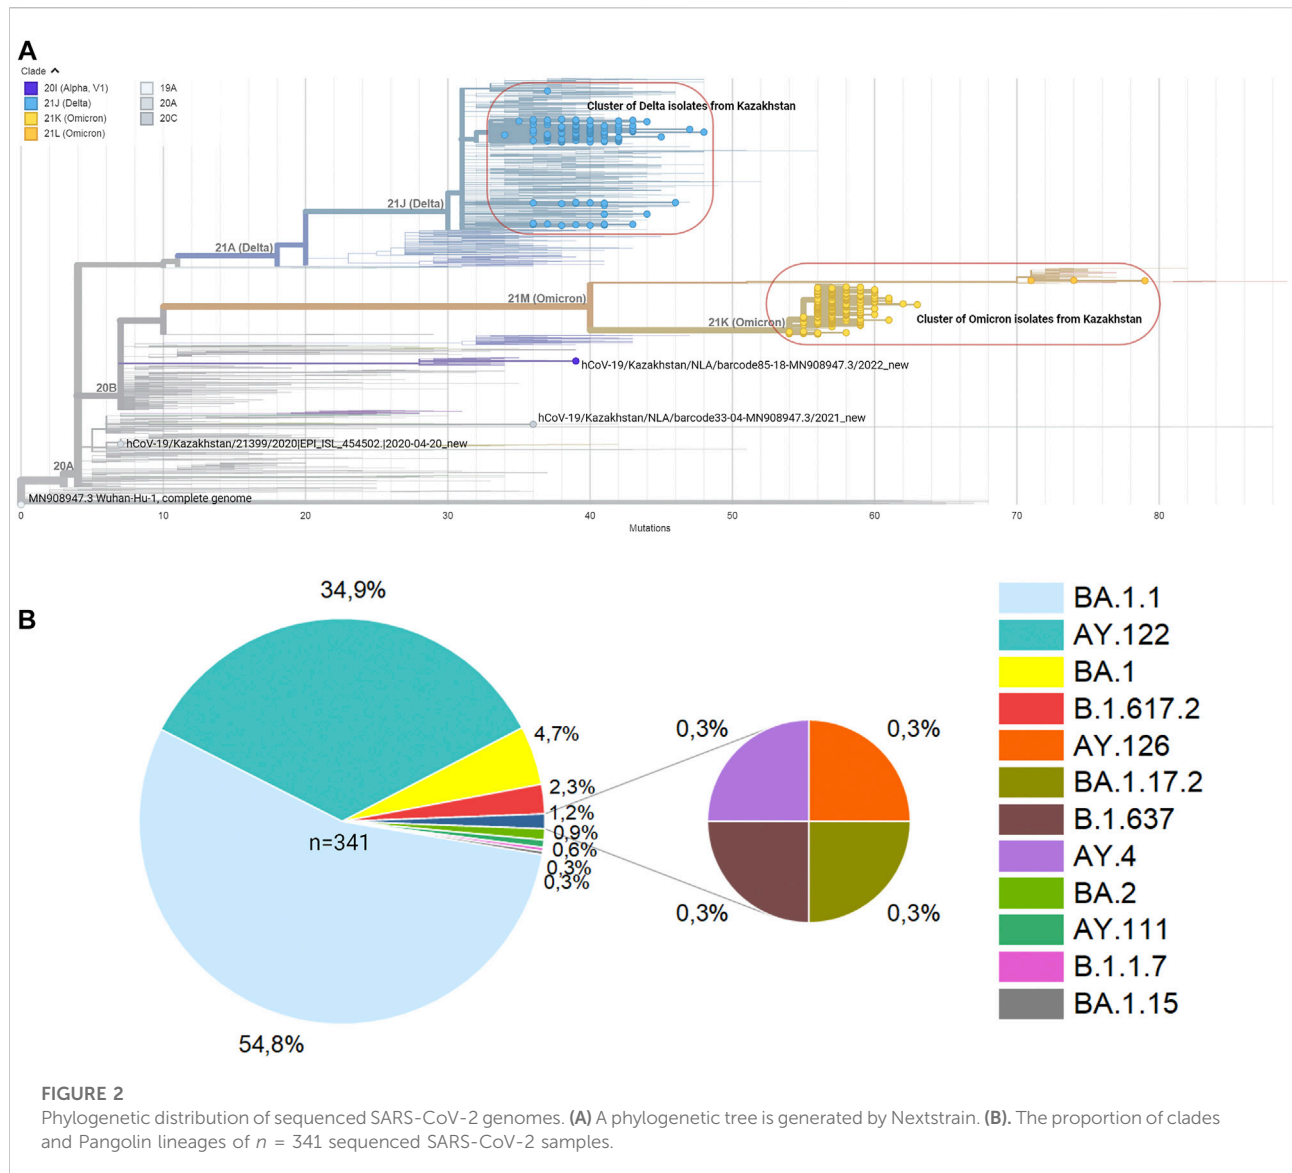 A
Clade
20I (Alpha, V1)
21J (Delta)
21K (Omicron)
21L (Omicron)
19A
20A
20C
Cluster of Delta isolates from Kazakhstan
21J (Delta)
21A (Delta)
21M (Omicron)
21K (Omicron)
Cluster of Omicron isolates from Kazakhstan
hCoV-19/Kazakhstan/NLA/barcode85-18-MN908947.3/2022_new
20B
hCoV-19/Kazakhstan/NLA/barcode33-04-MN908947.3/2021_new
hCoV-19/Kazakhstan/21399/2020|EPI_ISL_454502.|2020-04-20_new
20A
MN908947.3 Wuhan-Hu-1, complete genome
0 10 20 30 40 50 60 70 80
Mutations
B
34,9%
4,7%
2,3%
1,2%
0,9%
0,6%
0,3%
0,3%
n=341
54,8%
0,3%
0,3%
0,3%
0,3%
BA.1.1
AY.122
BA.1
B.1.617.2
AY.126
BA.1.17.2
B.1.637
AY.4
BA.2
AY.111
B.1.1.7
BA.1.15
FIGURE 2
Phylogenetic distribution of sequenced SARS-CoV-2 genomes. (A) A phylogenetic tree is generated by Nextstrain. (B). The proportion of clades
and Pangolin lineages of n = 341 sequenced SARS-CoV-2 samples.